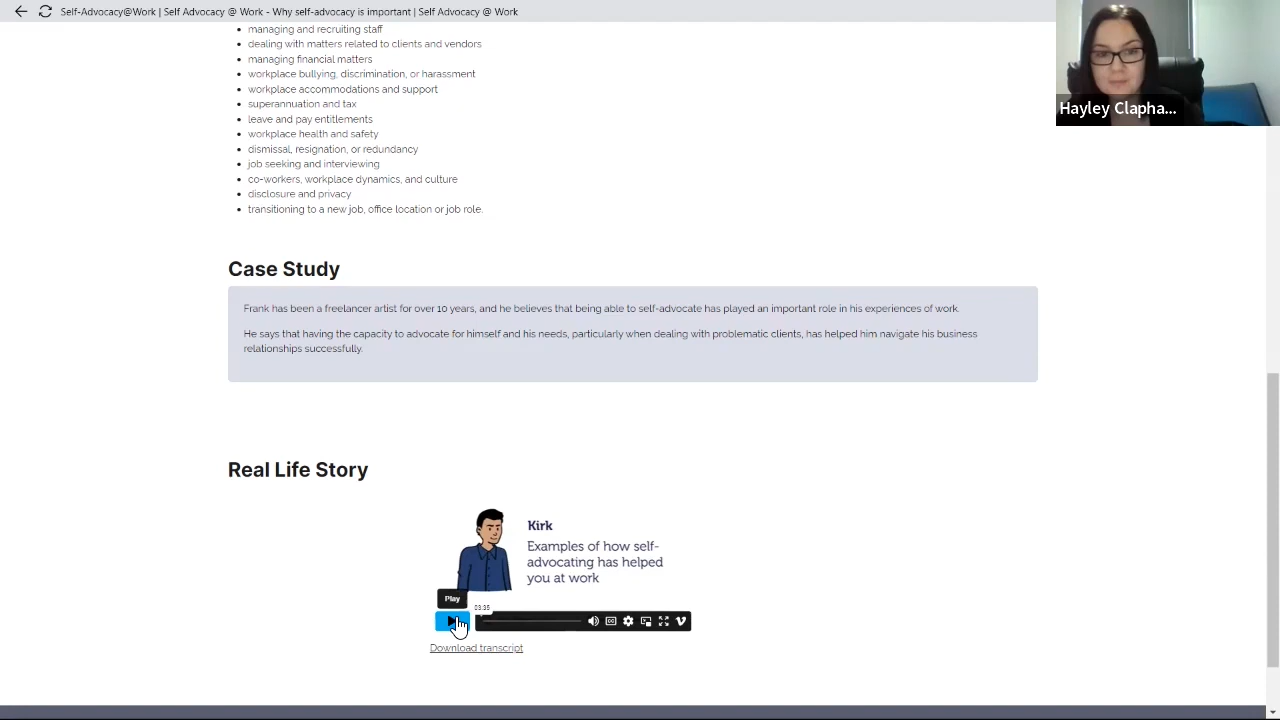 Self-Advocacy@Work | Self Advocacy @ Work - Why self-advocacy is important | Self Advocacy @ Work
managing and recruiting staff
dealing with matters related to clients and vendors
managing financial matters
workplace bullying, discrimination, or harassment
workplace accommodations and support
superannuation and tax
leave and pay entitlements
workplace health and safety
dismissal, resignation, or redundancy
job seeking and interviewing
co-workers, workplace dynamics, and culture
disclosure and privacy
transitioning to a new job, office location or job role.
Hayley Clapha...
Case Study
Frank has been a freelancer artist for over 10 years, and he believes that being able to self-advocate has played an important role in his experiences of work.
He says that having the capacity to advocate for himself and his needs, particularly when dealing with problematic clients, has helped him navigate his business
relationships successfully.
Real Life Story
Kirk
Examples of how self-
advocating has helped
you at work
Play
03:35
CC
Download transcript